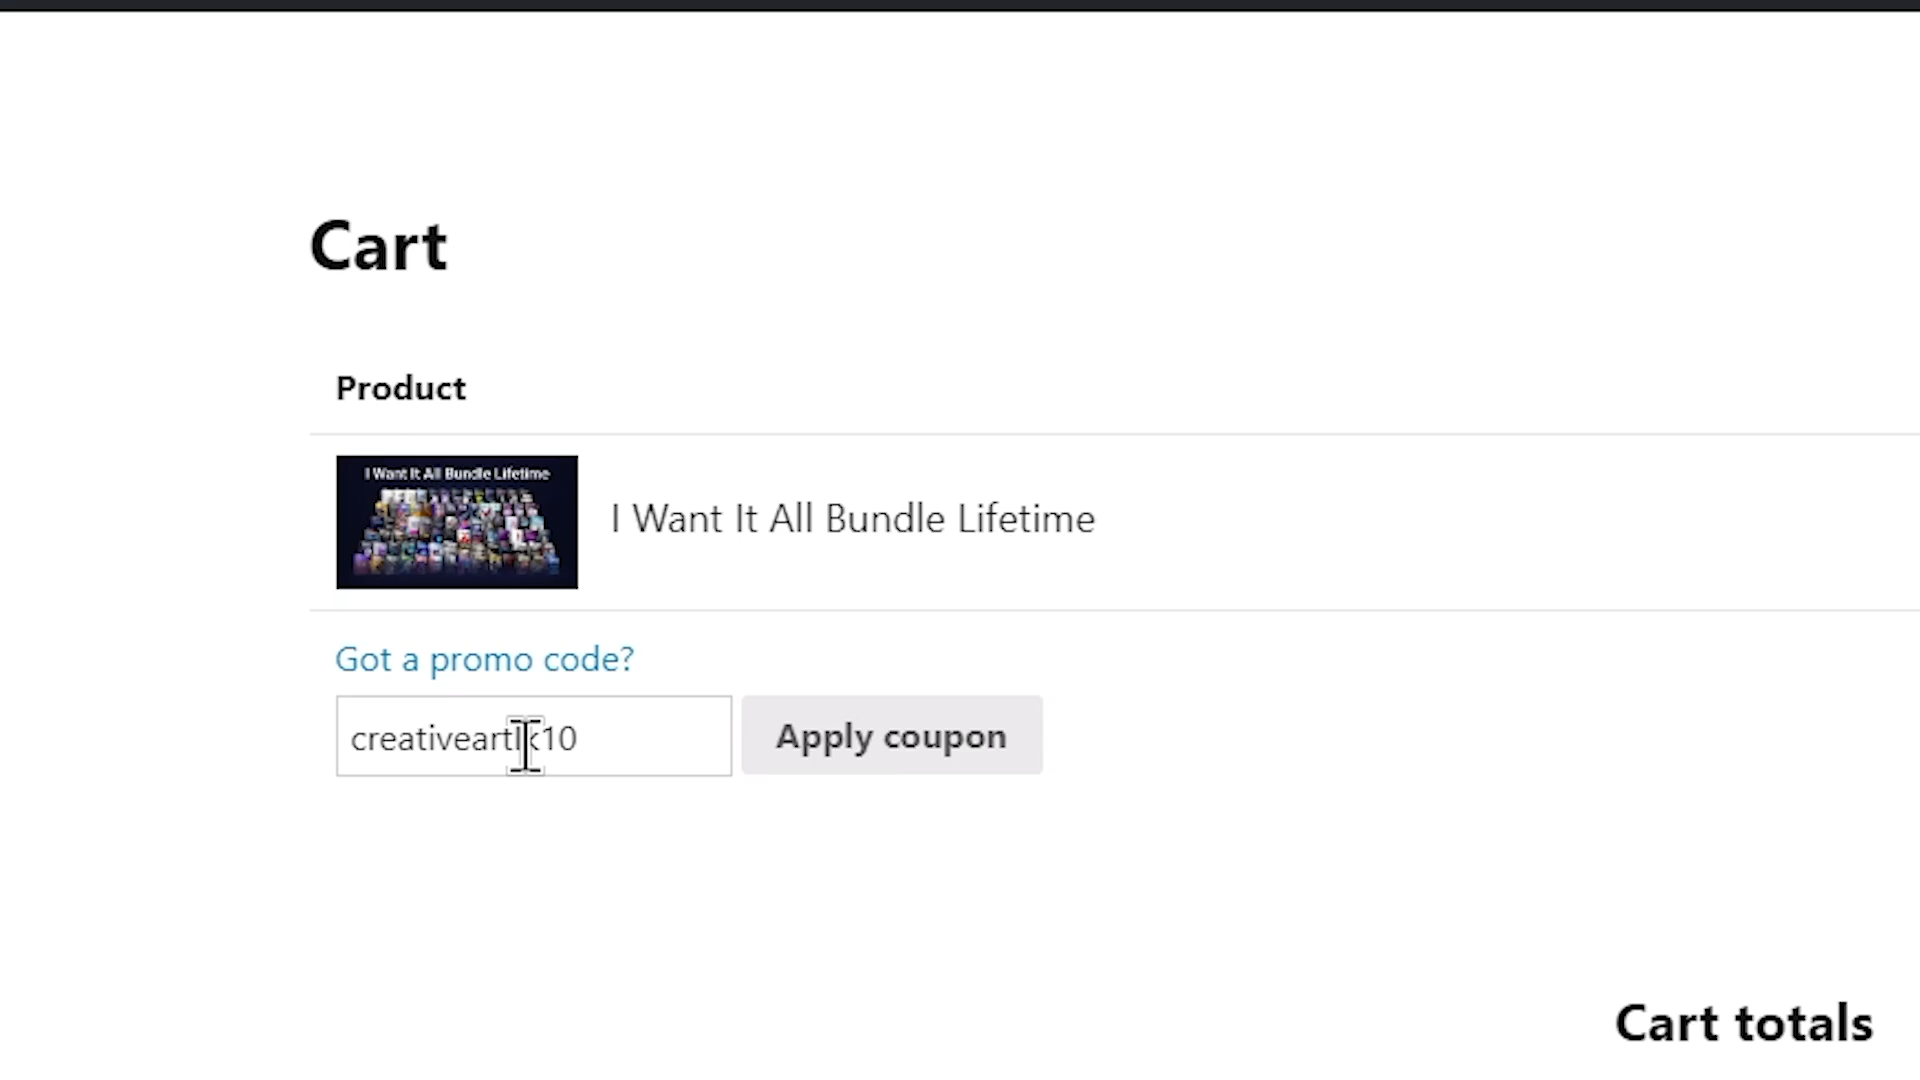 Cart
Product
I Want It All Bundle Lifetime
I Want It All Bundle Lifetime
Got a promo code?
creativeartlk10
Apply coupon
Cart totals